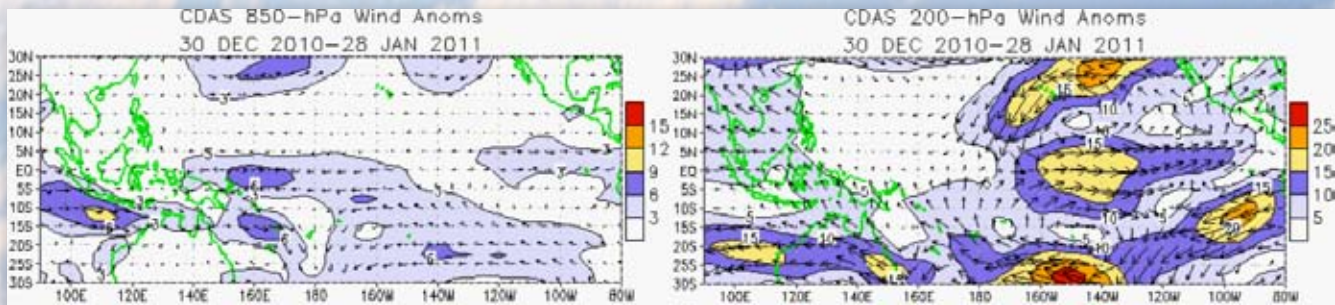 CDAS 850-hPa Wind Anoms
30 DEC 2010-28 JAN 2011
30N
25N
20N
15N
10N
5N
EQ
5S
10S
15S
20S
25S
30S
100E 120E 140E 160E 180 160W 140W 120W 100W 80W
15
12
9
6
3
CDAS 200-hPa Wind Anoms
30 DEC 2010-28 JAN 2011
30N
25N
20N
15N
10N
5N
EQ
5S
10S
15S
20S
25S
30S
100E 120E 140E 160E 180 160W 140W 120W 100W 80W
25
20
15
10
5